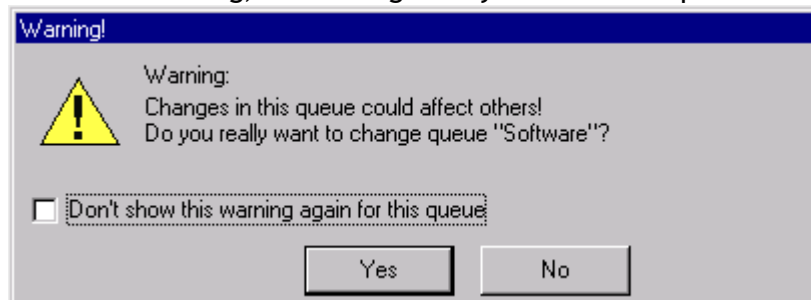 Warning!
Warning:
Changes in this queue could affect others!
Do you really want to change queue "Software"?
Don't show this warning again for this queue
Yes No